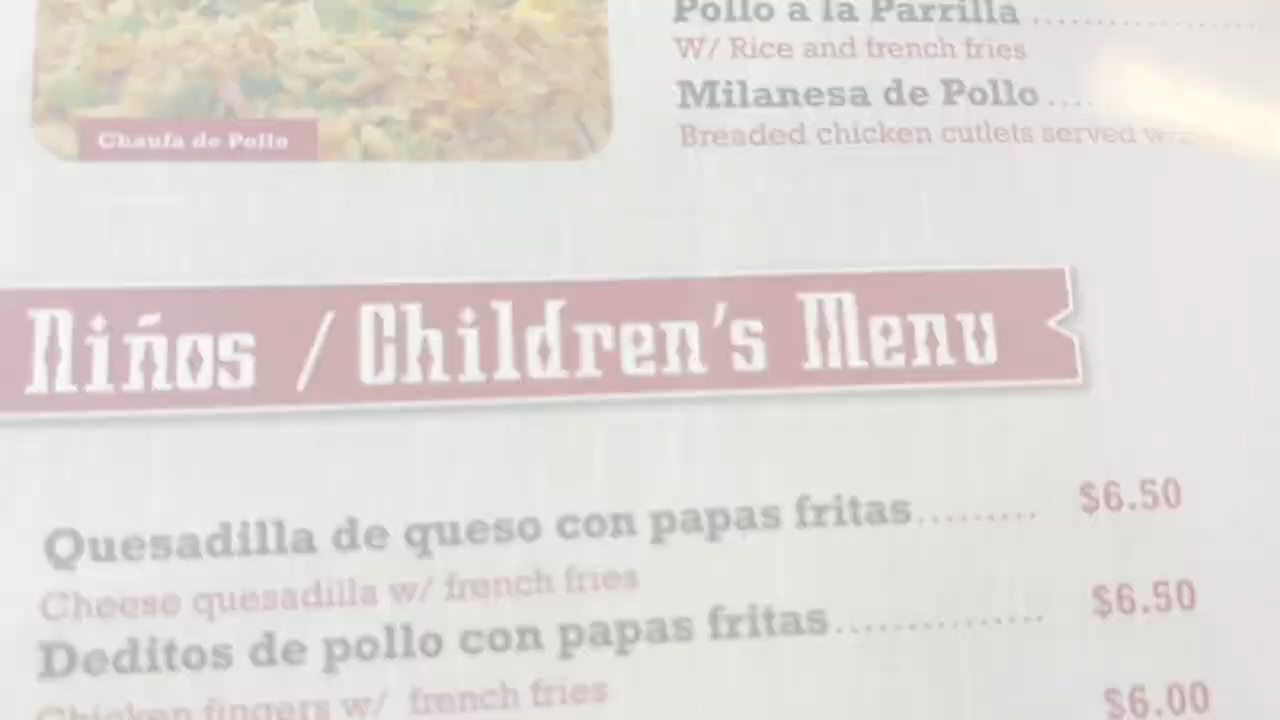 Pollo a la Parrilla
W/ Rice and french fries
Milanesa de Pollo
Breaded chicken cutlets served
Chaufa de Pollo
Niños / Children's Menu
Quesadilla de queso con papas fritas......... $6.50
Cheese quesadilla w/ french fries
Deditos de pollo con papas fritas............... $6.50
Chicken fingers w/ french fries
$6.00